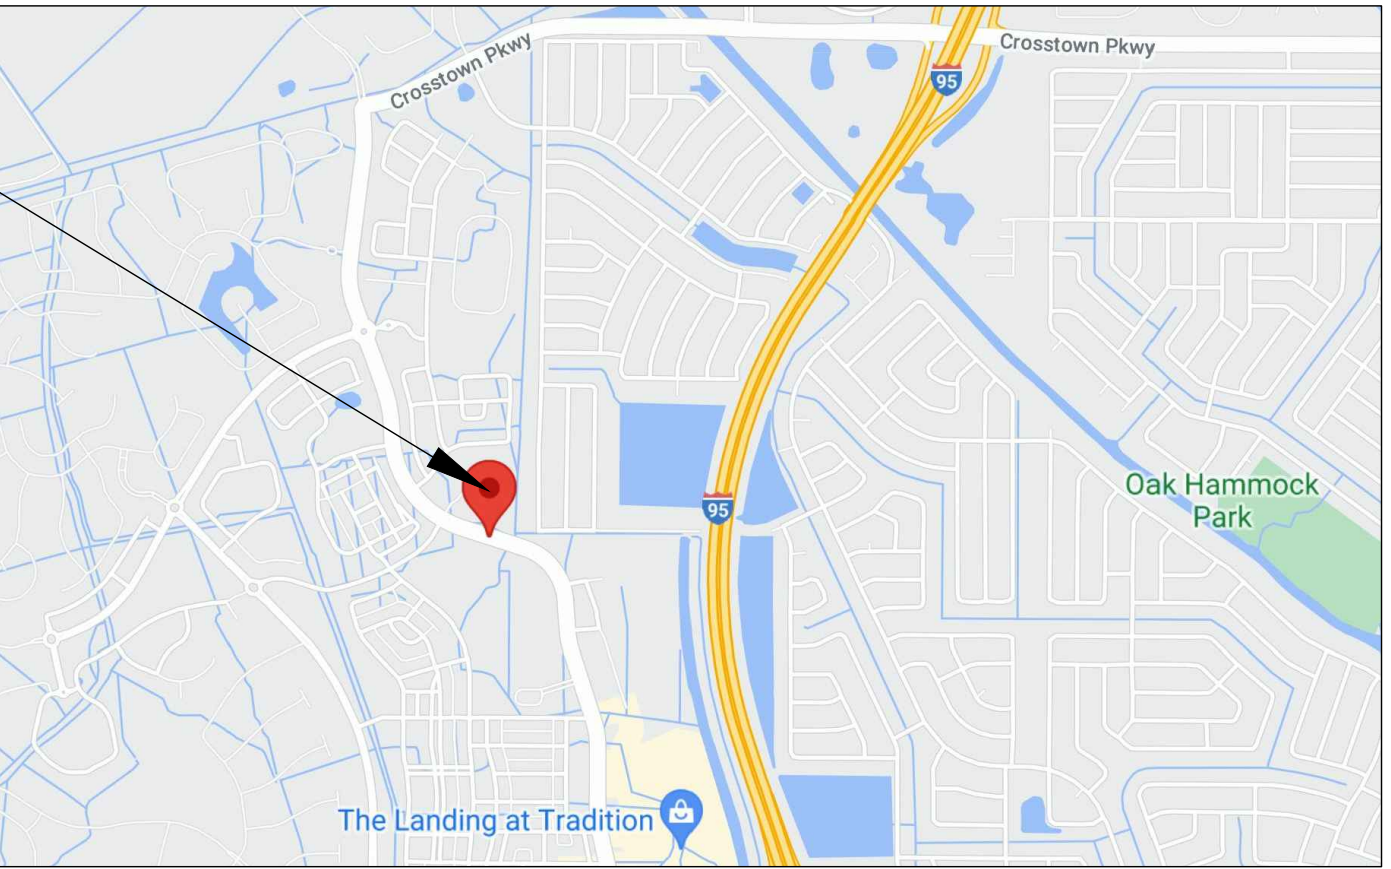 Crosstown Pkwy
Crosstown Pkwy
95
95
Oak Hammock
Park
The Landing at Tradition